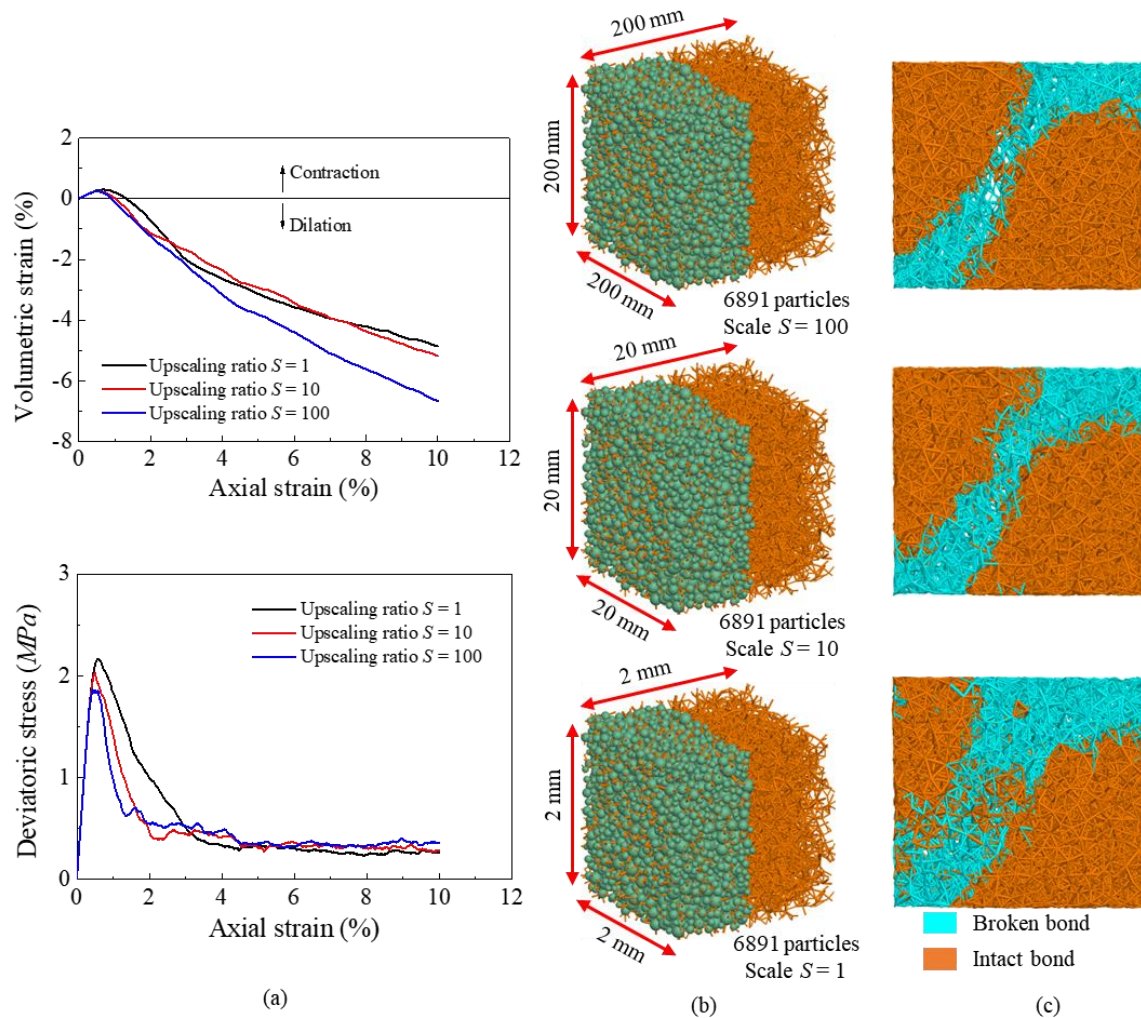 2
0
-2
-4
-6
-8
Volumetric strain (%)
Contraction
Dilation
Upscaling ratio S = 1
Upscaling ratio S = 10
Upscaling ratio S = 100
0 2 4 6 8 10 12
Axial strain (%)
3
2
1
0
Deviatoric stress (MPa)
Upscaling ratio S = 1
Upscaling ratio S = 10
Upscaling ratio S = 100
0 2 4 6 8 10 12
Axial strain (%)
(a)
200 mm
200 mm
200 mm
6891 particles
Scale S = 100
20 mm
20 mm
20 mm
6891 particles
Scale S = 10
2 mm
2 mm
2 mm
6891 particles
Scale S = 1
(b)
Broken bond
Intact bond
(c)